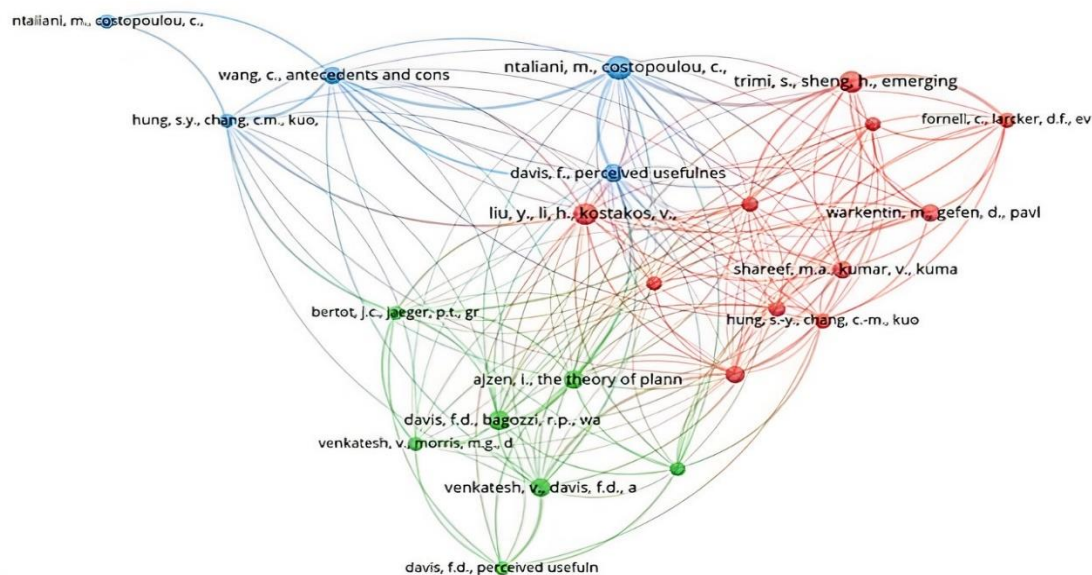 ntaliani, m., costopoulou, c.,
wang, c., antecedents and cons
ntaliani, m., costopoulou, c.,
trimi, s., sheng, h., emerging
hung, s.y., chang, c.m., kuo,
fornell, c., larcker, d.f., ev
davis, f., perceived usefulnes
liu, y., li, h., kostakos, v.,
warkentin, m., gefen, d., pavl
shareef, m.a., kumar, v., kuma
bertot, j.c., jaeger, p.t., gr
hung, s.-y., chang, c.-m., kuo
ajzen, i., the theory of plann
davis, f.d., bagozzi, r.p., wa
venkatesh, v., morris, m.g., d
venkatesh, v., davis, f.d., a
davis, f.d., perceived usefuln